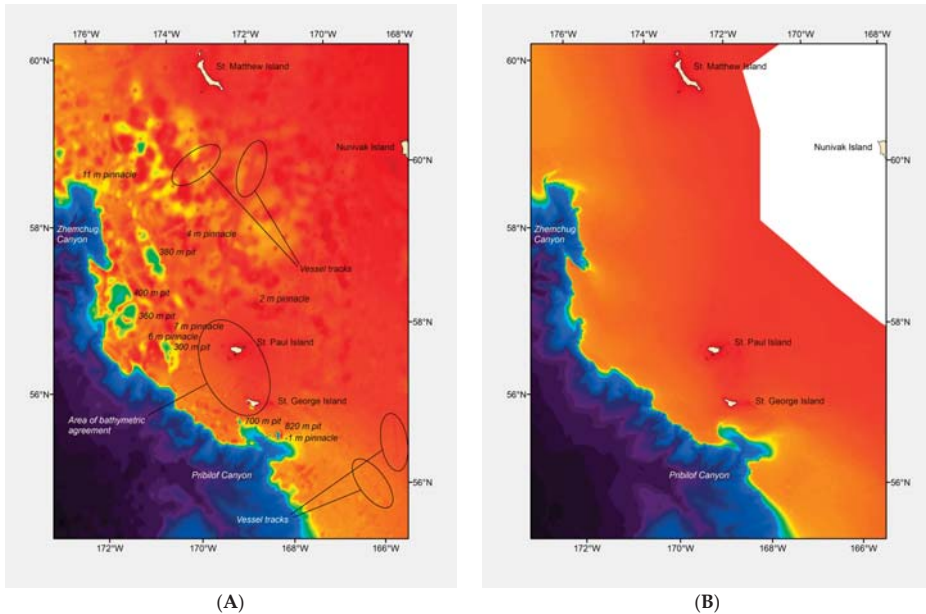 176°W 174°W 172°W 170°W 168°W
60°N
St. Matthew Island
Nunivak Island
60°N
11 m pinnacle
4 m pinnacle
58°N
Zhemchug
Canyon
380 m pit
Vessel tracks
400 m pit
2 m pinnacle
360 m pit
58°N
7 m pinnacle
6 m pinnacle
300 m pit
St. Paul Island
56°N
St. George Island
Area of bathymetric
agreement
700 m pit
820 m pit
-1 m pinnacle
Pribilof Canyon
56°N
Vessel tracks
172°W 170°W 168°W 166°W
(A)
176°W 174°W 172°W 170°W 168°W
60°N
St. Matthew Island
Nunivak Island
60°N
58°N
Zhemchug
Canyon
58°N
St. Paul Island
56°N
St. George Island
Pribilof Canyon
56°N
172°W 170°W 168°W 166°W
(B)